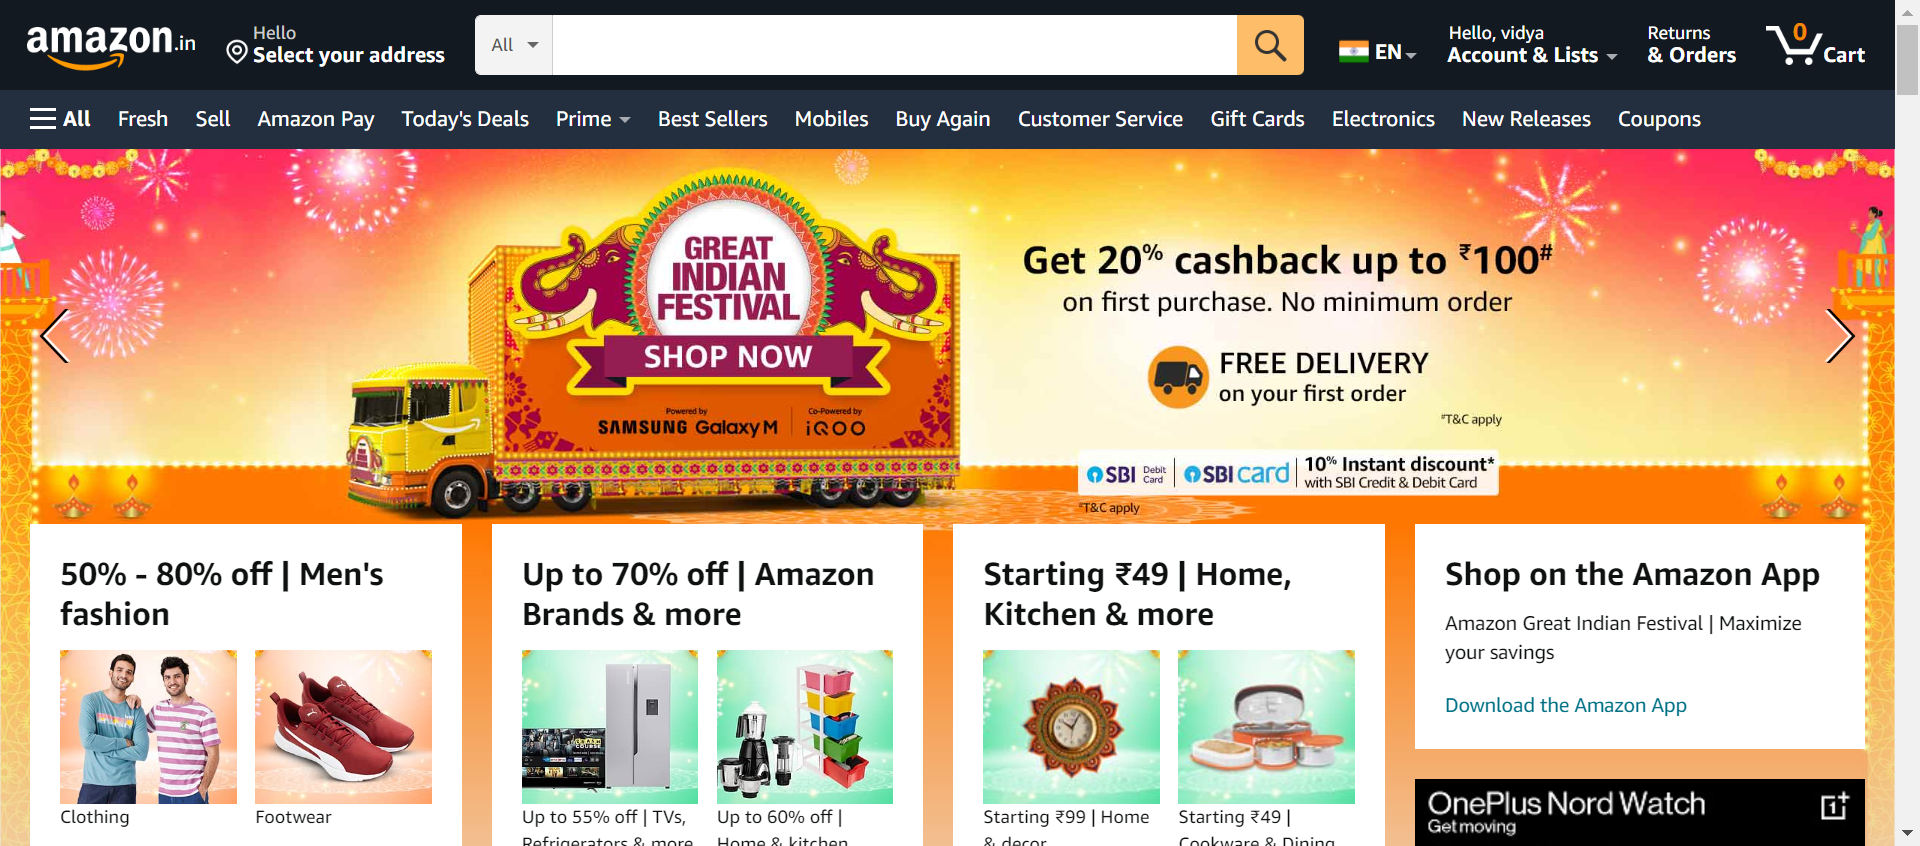 amazon.in
Hello
Select your address
All
EN
Hello, vidya
Account & Lists
Returns
& Orders
0
Cart
All
Fresh
Sell
Amazon Pay
Today's Deals
Prime
Best Sellers
Mobiles
Buy Again
Customer Service
Gift Cards
Electronics
New Releases
Coupons
GREAT
INDIAN
FESTIVAL
SHOP NOW
Powered by
SAMSUNG Galaxy M
Co-Powered by
iQOO
Get 20% cashback up to ₹100#
on first purchase. No minimum order
FREE DELIVERY
on your first order
#T&C apply
SBI Debit Card
SBI card
10% Instant discount*
with SBI Credit & Debit Card
*T&C apply
50% - 80% off | Men's
fashion
Clothing
Footwear
Up to 70% off | Amazon
Brands & more
Up to 55% off | TVs,
Refrigerators & more
Up to 60% off |
Home & kitchen
Starting ₹49 | Home,
Kitchen & more
Starting ₹99 | Home
& decor
Starting ₹49 |
Cookware & Dining
Shop on the Amazon App
Amazon Great Indian Festival | Maximize
your savings
Download the Amazon App
OnePlus Nord Watch
Get moving